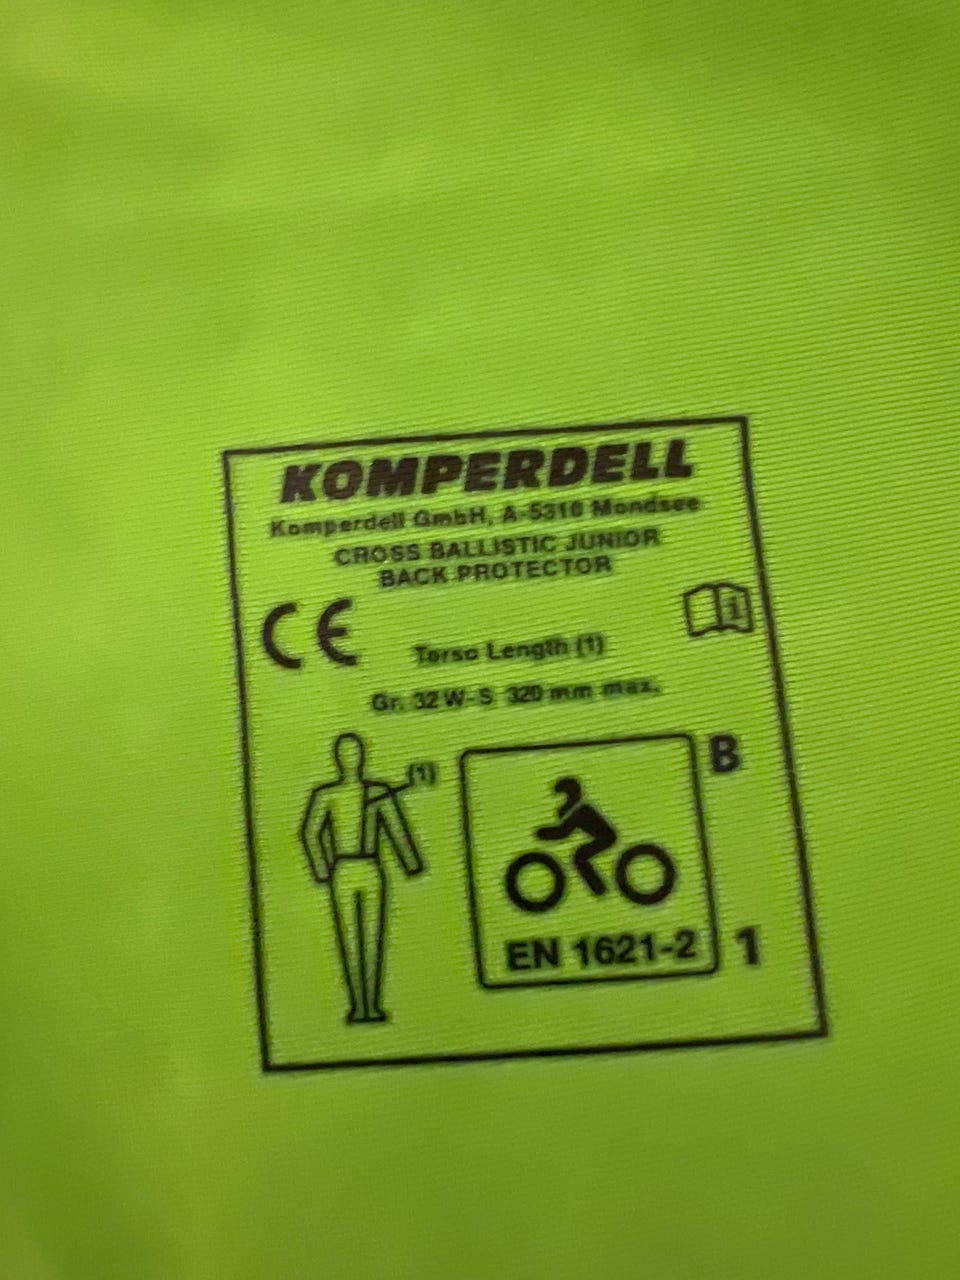 KOMPERDELL
Komperdell GmbH, A-5310 Mondsee
CROSS BALLISTIC JUNIOR
BACK PROTECTOR
CE
i
Torso Length (1)
Gr. 32 W-S 320 mm max.
(1)
B
EN 1621-2
1